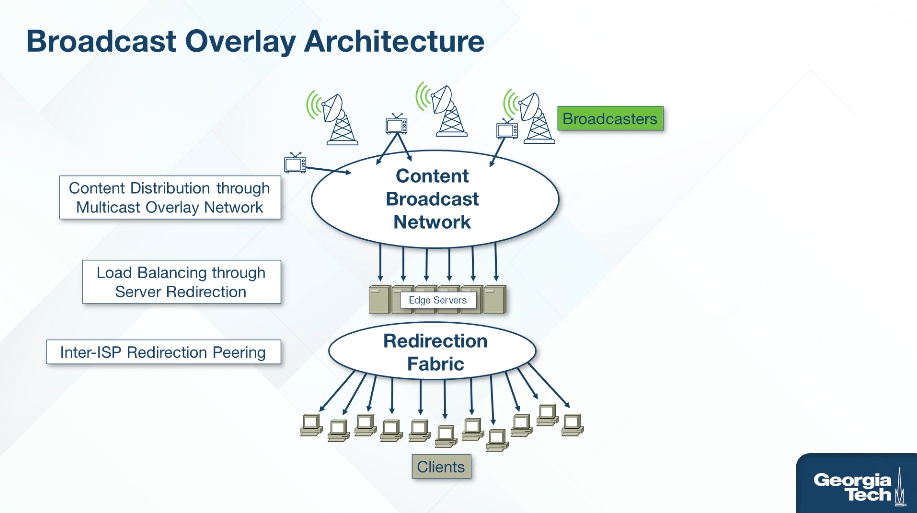 Broadcast Overlay Architecture
Broadcasters
Content
Broadcast
Network
Content Distribution through
Multicast Overlay Network
Load Balancing through
Server Redirection
Edge Servers
Inter-ISP Redirection Peering
Redirection
Fabric
Clients
Georgia
Tech